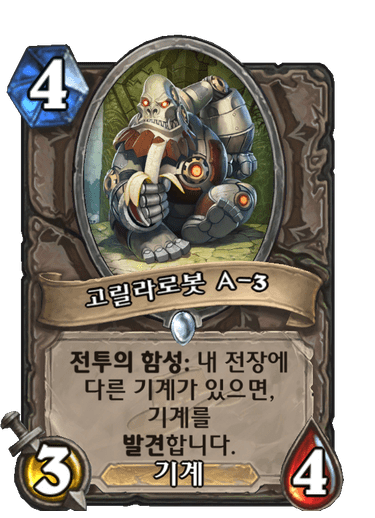 4
고릴라로봇 A-3
전투의 함성: 내 전장에
다른 기계가 있으면,
기계를
발견합니다.
기계
3
4